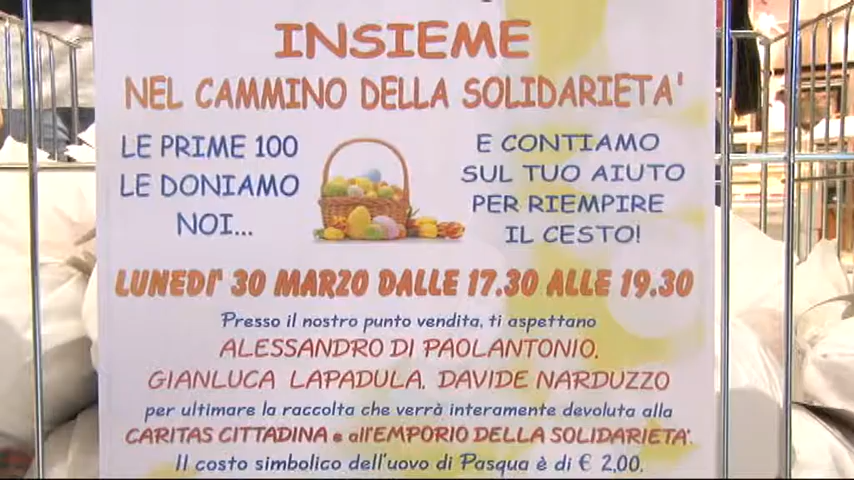 INSIEME
NEL CAMMINO DELLA SOLIDARIETA'
LE PRIME 100
LE DONIAMO
NOI...
E CONTIAMO
SUL TUO AIUTO
PER RIEMPIRE
IL CESTO!
LUNEDI' 30 MARZO DALLE 17.30 ALLE 19.30
Presso il nostro punto vendita, ti aspettano
ALESSANDRO DI PAOLANTONIO,
GIANLUCA LAPADULA, DAVIDE NARDUZZO
per ultimare la raccolta che verrà interamente devoluta alla
CARITAS CITTADINA e all'EMPORIO DELLA SOLIDARIETA'.
Il costo simbolico dell'uovo di Pasqua è di € 2,00.